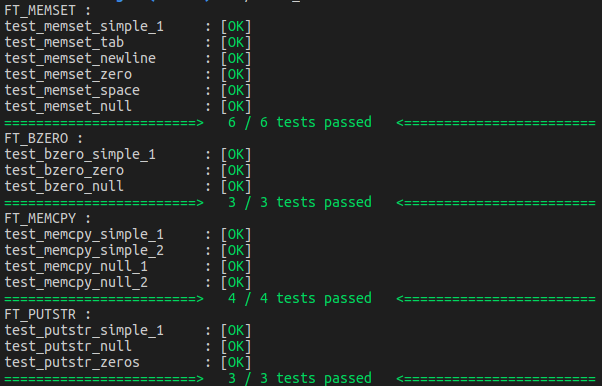 FT_MEMSET :
test_memset_simple_1     : [OK]
test_memset_tab          : [OK]
test_memset_newline      : [OK]
test_memset_zero         : [OK]
test_memset_space        : [OK]
test_memset_null         : [OK]
========================>   6 / 6 tests passed   <========================
FT_BZERO :
test_bzero_simple_1      : [OK]
test_bzero_zero          : [OK]
test_bzero_null          : [OK]
========================>   3 / 3 tests passed   <========================
FT_MEMCPY :
test_memcpy_simple_1     : [OK]
test_memcpy_simple_2     : [OK]
test_memcpy_null_1       : [OK]
test_memcpy_null_2       : [OK]
========================>   4 / 4 tests passed   <========================
FT_PUTSTR :
test_putstr_simple_1     : [OK]
test_putstr_null         : [OK]
test_putstr_zeros        : [OK]
========================>   3 / 3 tests passed   <========================